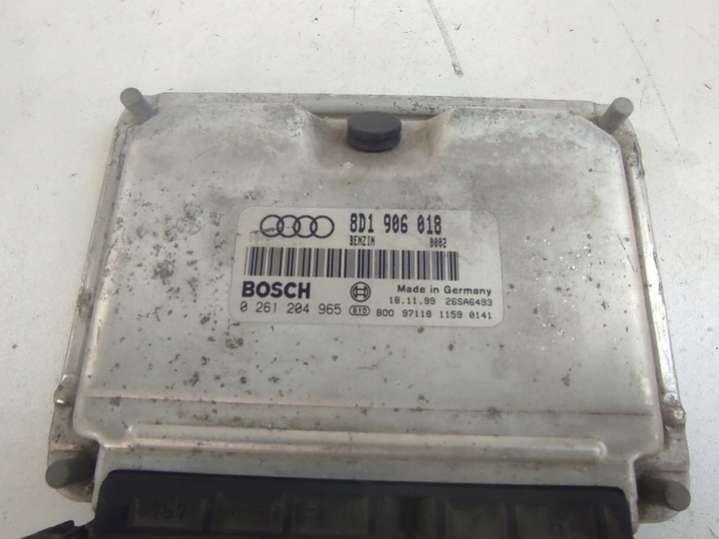 8D1 906 018
BENZIN 0002
BOSCH Made in Germany
18.11.99 26SA6493
0 261 204 965 800 97118 1159 0141